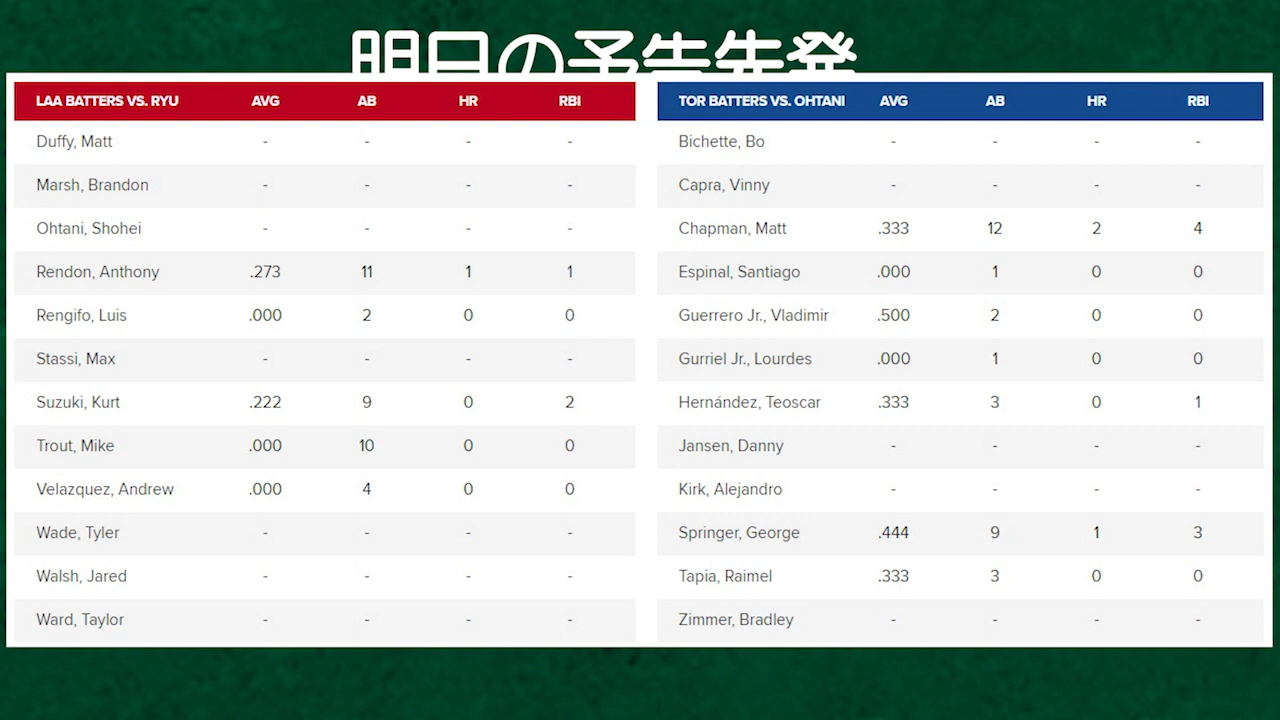 明日の予告先発
LAA BATTERS VS. RYU AVG AB HR RBI
Duffy, Matt - - - -
Marsh, Brandon - - - -
Ohtani, Shohei - - - -
Rendon, Anthony .273 11 1 1
Rengifo, Luis .000 2 0 0
Stassi, Max - - - -
Suzuki, Kurt .222 9 0 2
Trout, Mike .000 10 0 0
Velazquez, Andrew .000 4 0 0
Wade, Tyler - - - -
Walsh, Jared - - - -
Ward, Taylor - - - -
TOR BATTERS VS. OHTANI AVG AB HR RBI
Bichette, Bo - - - -
Capra, Vinny - - - -
Chapman, Matt .333 12 2 4
Espinal, Santiago .000 1 0 0
Guerrero Jr., Vladimir .500 2 0 0
Gurriel Jr., Lourdes .000 1 0 0
Hernández, Teoscar .333 3 0 1
Jansen, Danny - - - -
Kirk, Alejandro - - - -
Springer, George .444 9 1 3
Tapia, Raimel .333 3 0 0
Zimmer, Bradley - - - -